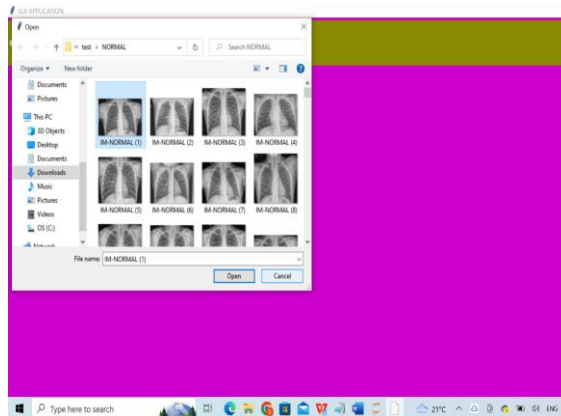 GUI APPLICATION
Open
test > NORMAL
Search NORMAL
Organize
New folder
Documents
Pictures
This PC
3D Objects
Desktop
Documents
Downloads
Music
Pictures
Videos
OS (C:)
Network
IM-NORMAL (1) IM-NORMAL (2) IM-NORMAL (3) IM-NORMAL (4)
IM-NORMAL (5) IM-NORMAL (6) IM-NORMAL (7) IM-NORMAL (8)
File name: IM-NORMAL (1)
Open Cancel
Type here to search
21°C
ENG